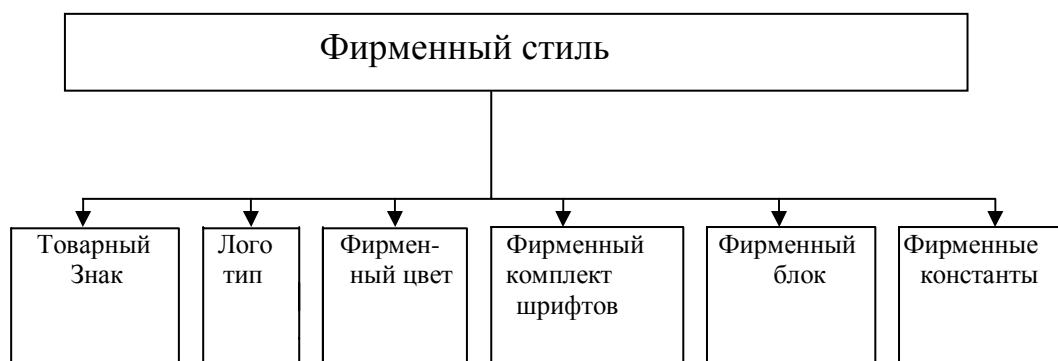 Фирменный стиль
Товарный
Знак
Лого
тип
Фирмен-
ный цвет
Фирменный
комплект
шрифтов
Фирменный
блок
Фирменные
константы